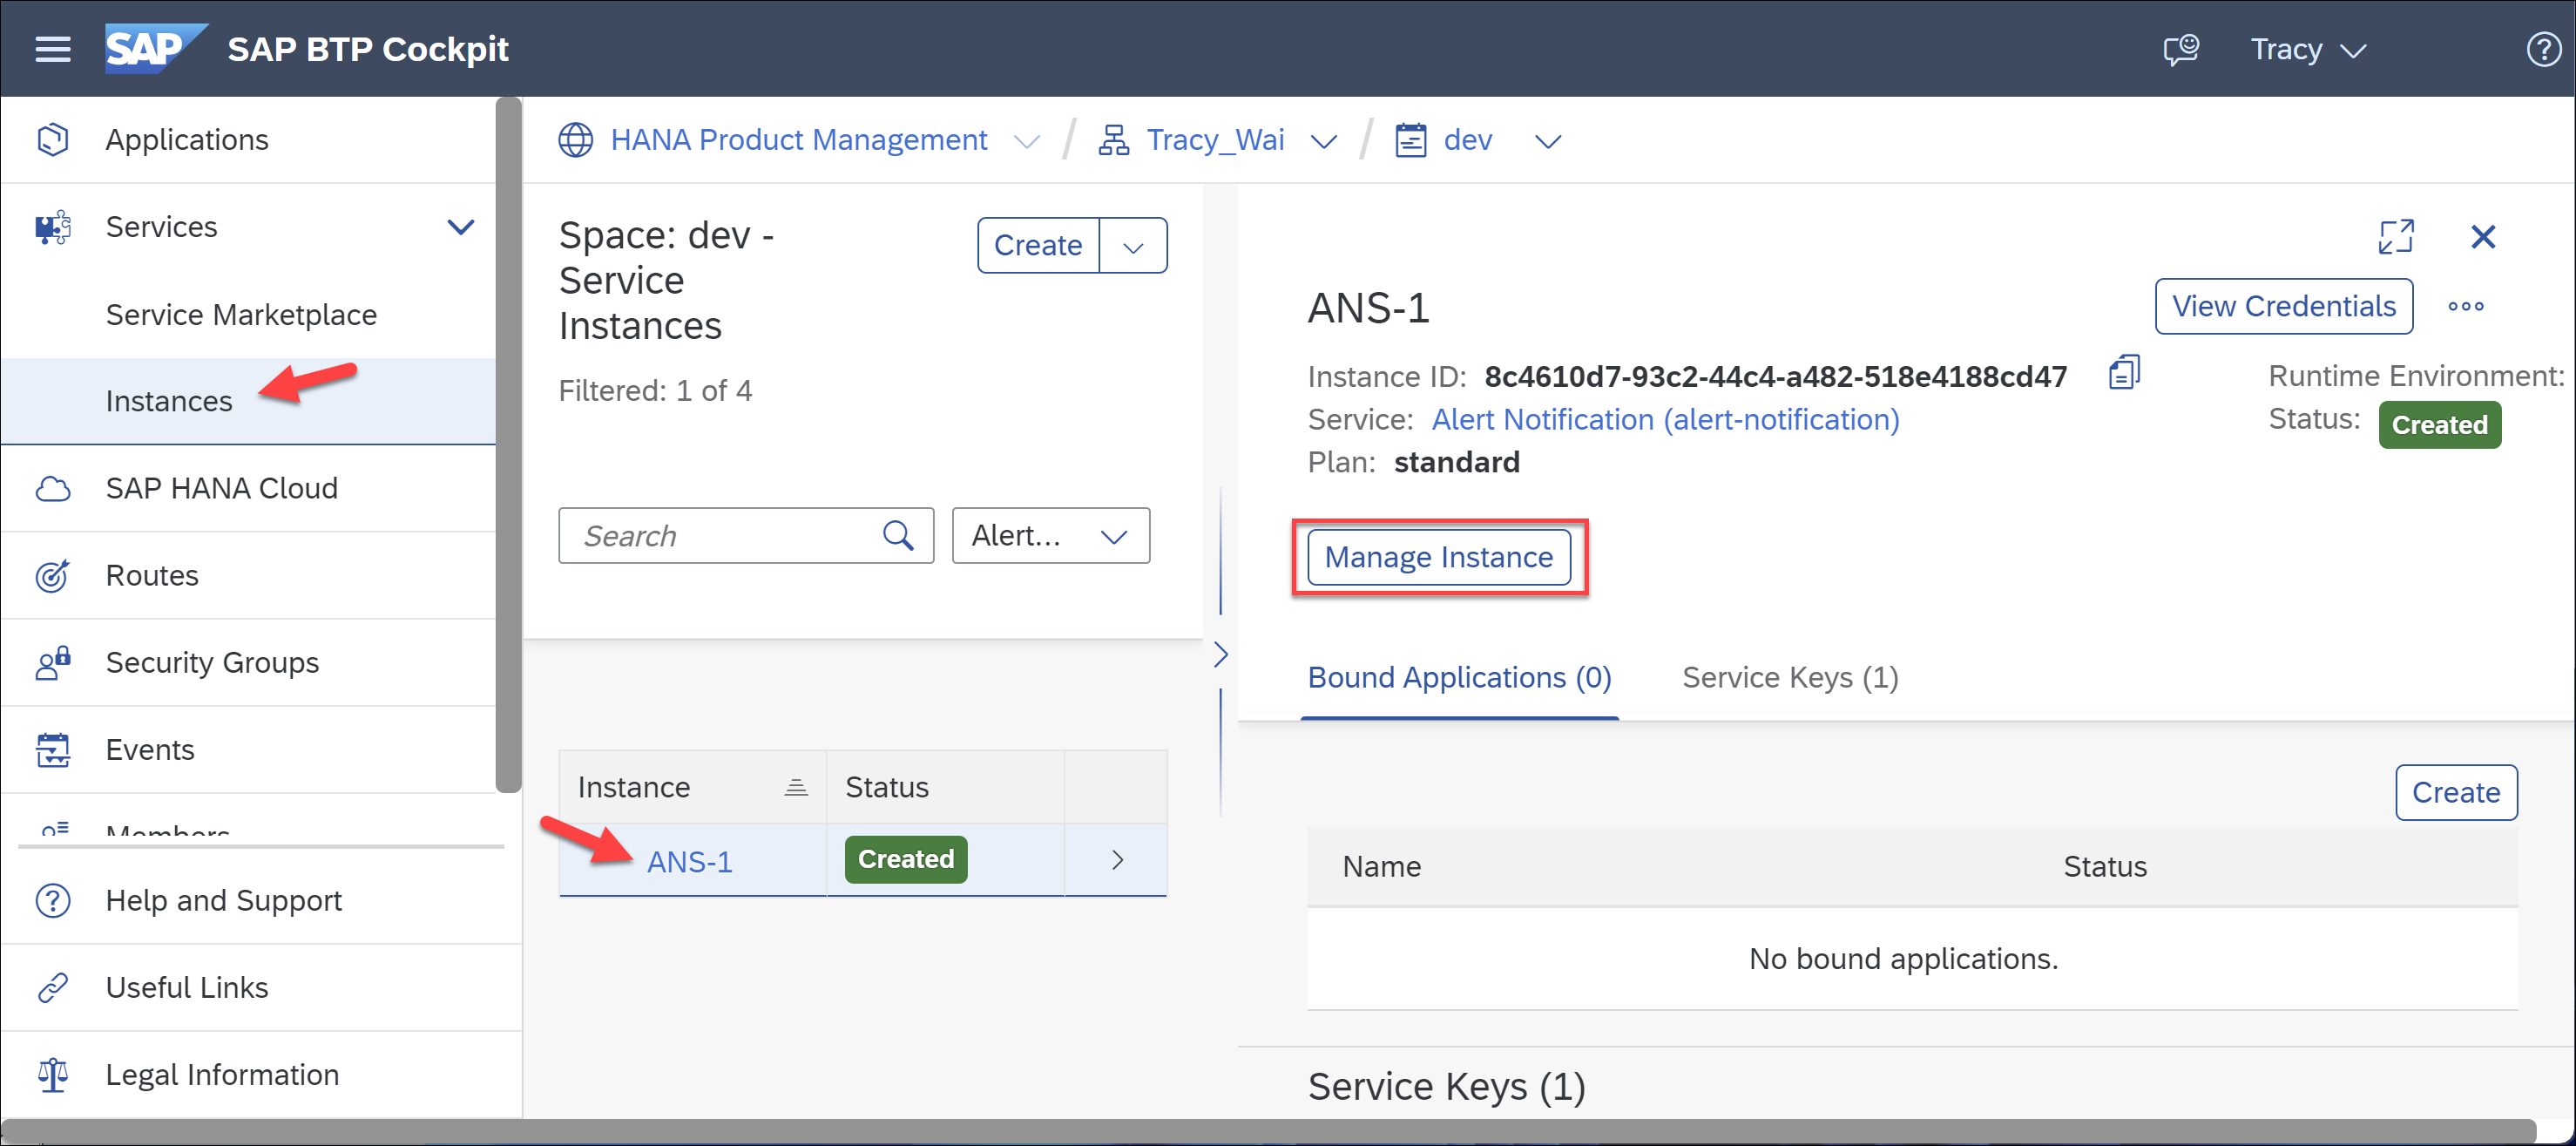 SAP SAP BTP Cockpit
Tracy
Applications
Services
Service Marketplace
Instances
SAP HANA Cloud
Routes
Security Groups
Events
Members
Help and Support
Useful Links
Legal Information
HANA Product Management / Tracy_Wai / dev
Space: dev -
Service
Instances
Create
Filtered: 1 of 4
Search
Alert...
Instance Status
ANS-1 Created
ANS-1
View Credentials
Instance ID: 8c4610d7-93c2-44c4-a482-518e4188cd47
Service: Alert Notification (alert-notification)
Plan: standard
Runtime Environment:
Status: Created
Manage Instance
Bound Applications (0) Service Keys (1)
Create
Name Status
No bound applications.
Service Keys (1)